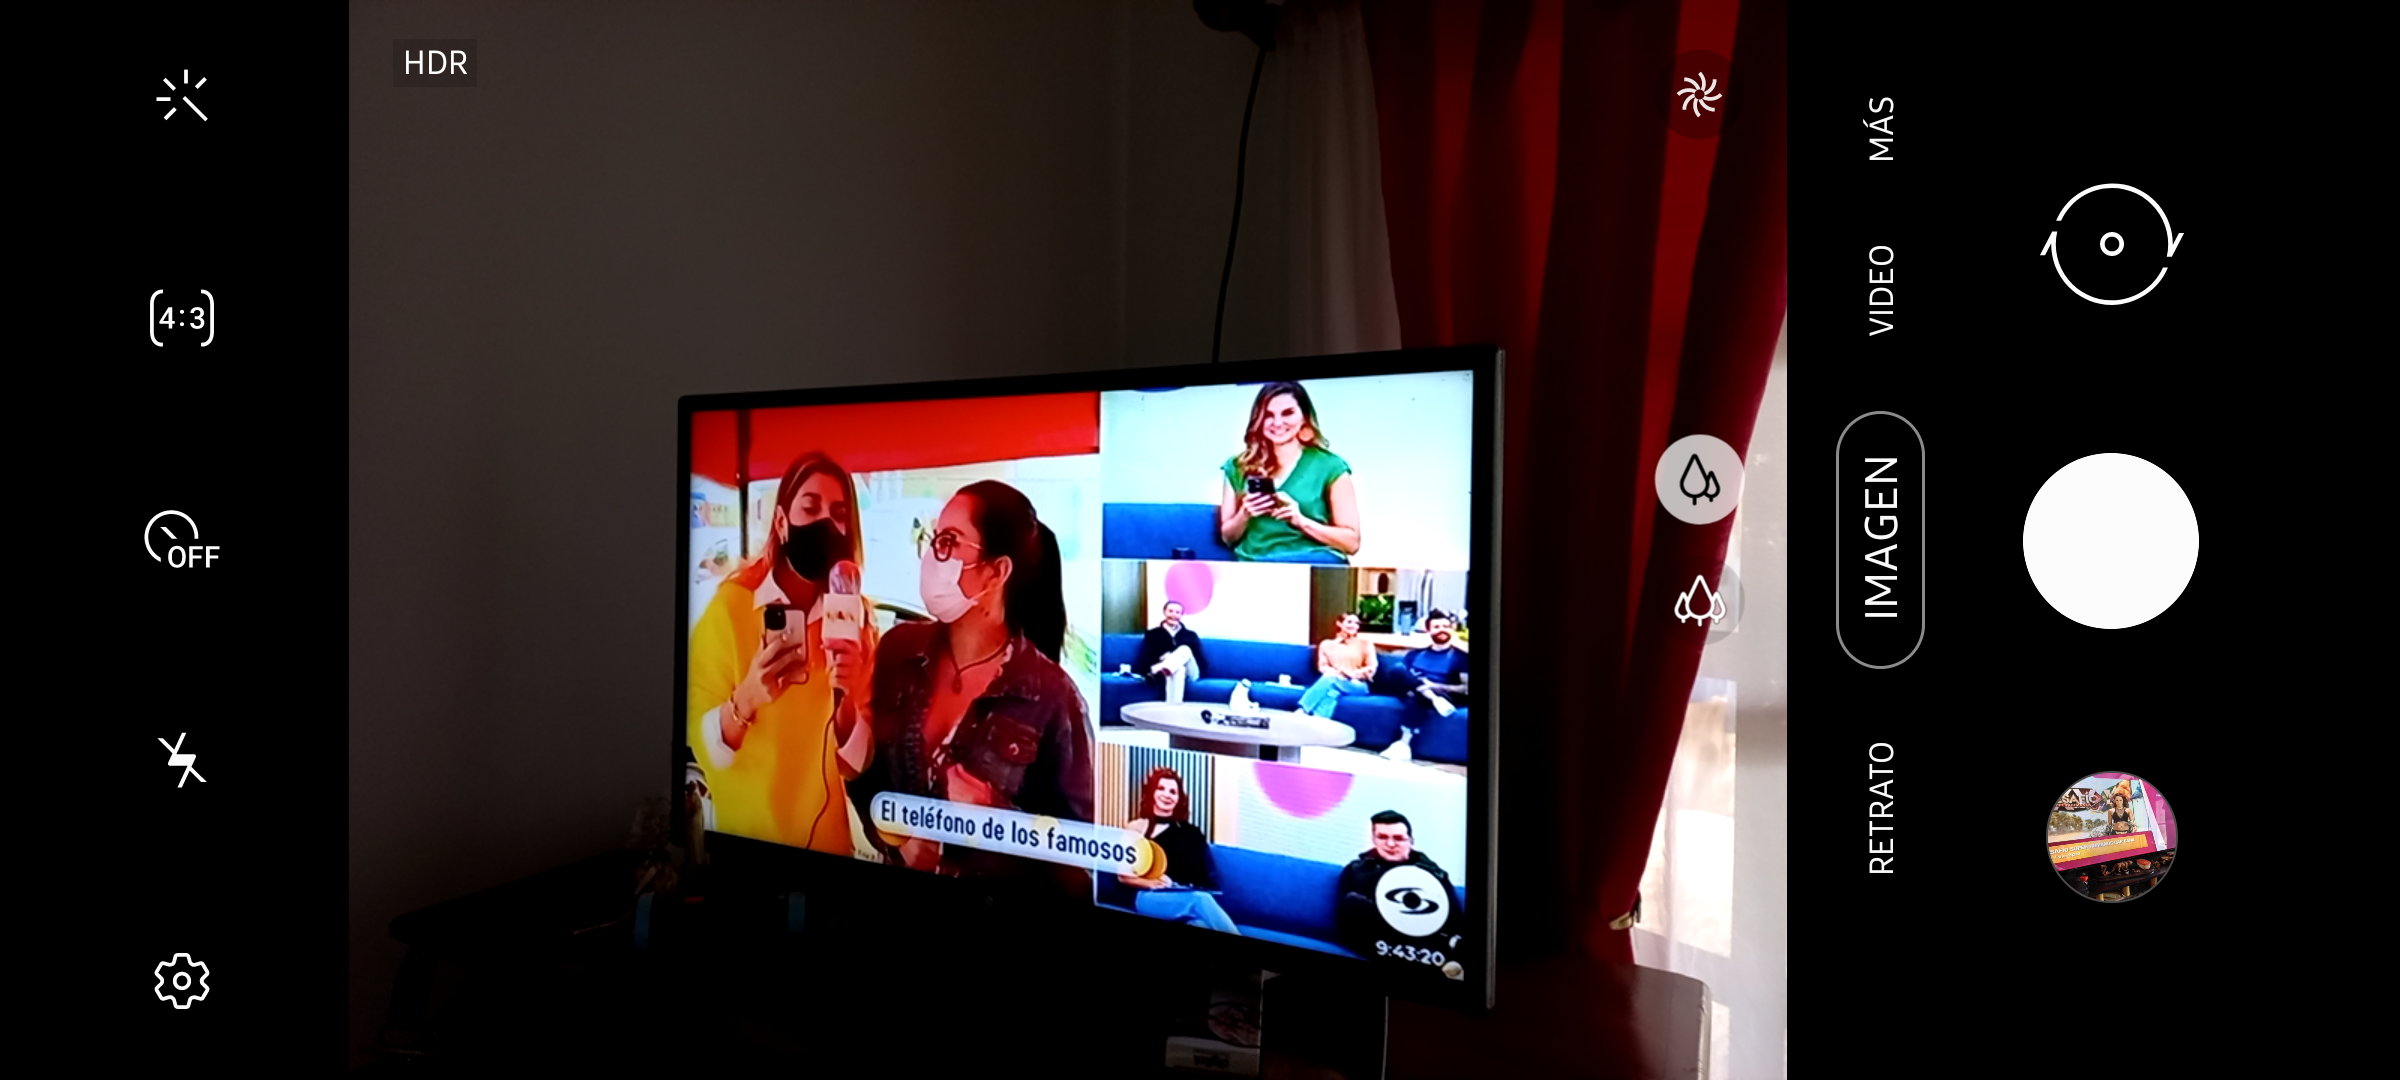 HDR
4:3
OFF
MÁS
VIDEO
IMAGEN
RETRATO
El teléfono de los famosos
9:43:20